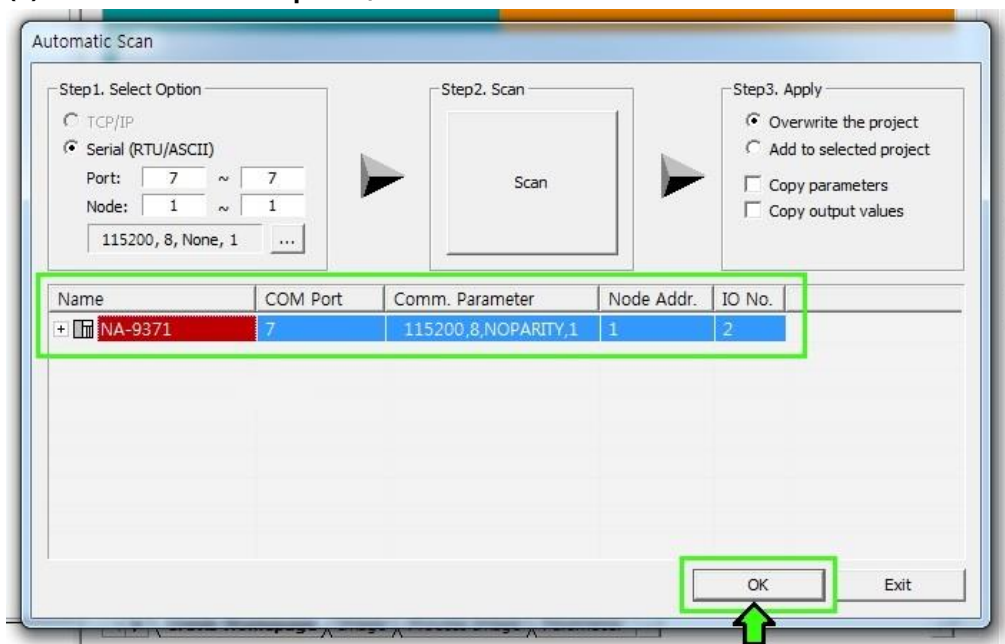 Automatic Scan
Step1. Select Option
TCP/IP
Serial (RTU/ASCII)
Port: 7 ~ 7
Node: 1 ~ 1
115200, 8, None, 1 ...
Step2. Scan
Scan
Step3. Apply
Overwrite the project
Add to selected project
Copy parameters
Copy output values
Name COM Port Comm. Parameter Node Addr. IO No.
NA-9371 7 115200,8,NOPARITY,1 1 2
OK Exit